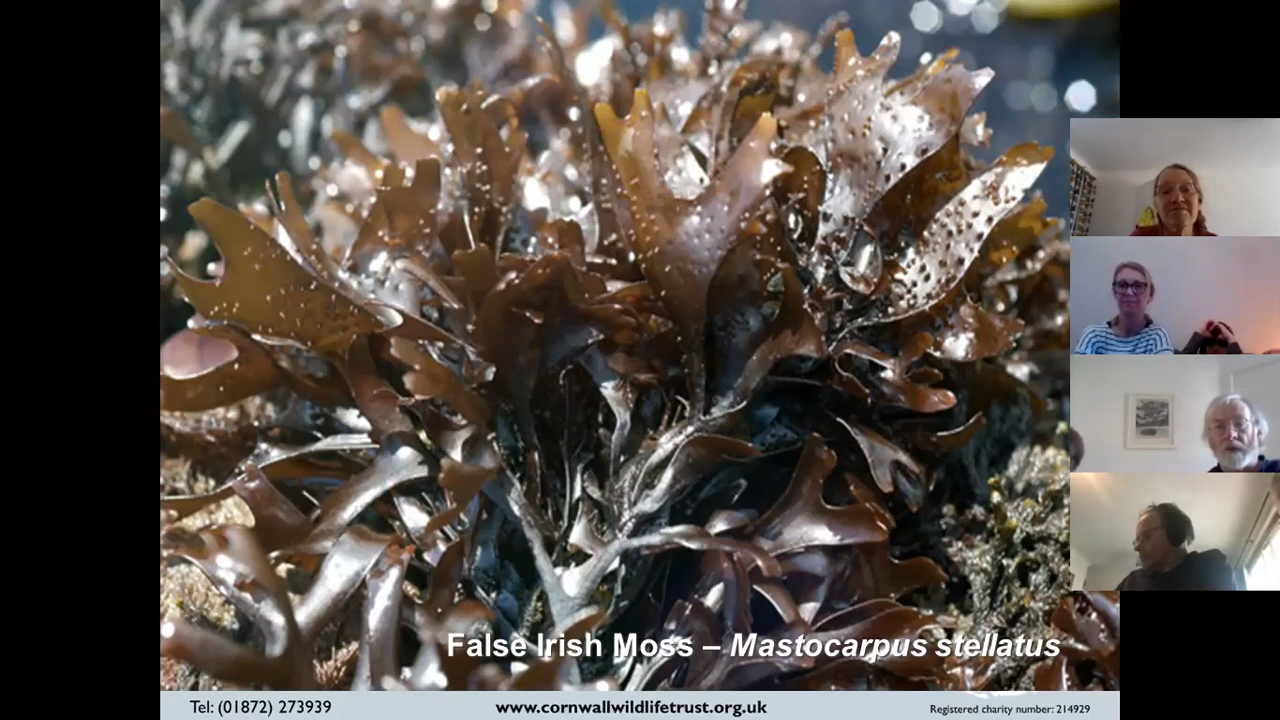 False Irish Moss – Mastocarpus stellatus
Tel: (01872) 273939
www.cornwallwildlifetrust.org.uk
Registered charity number: 214929